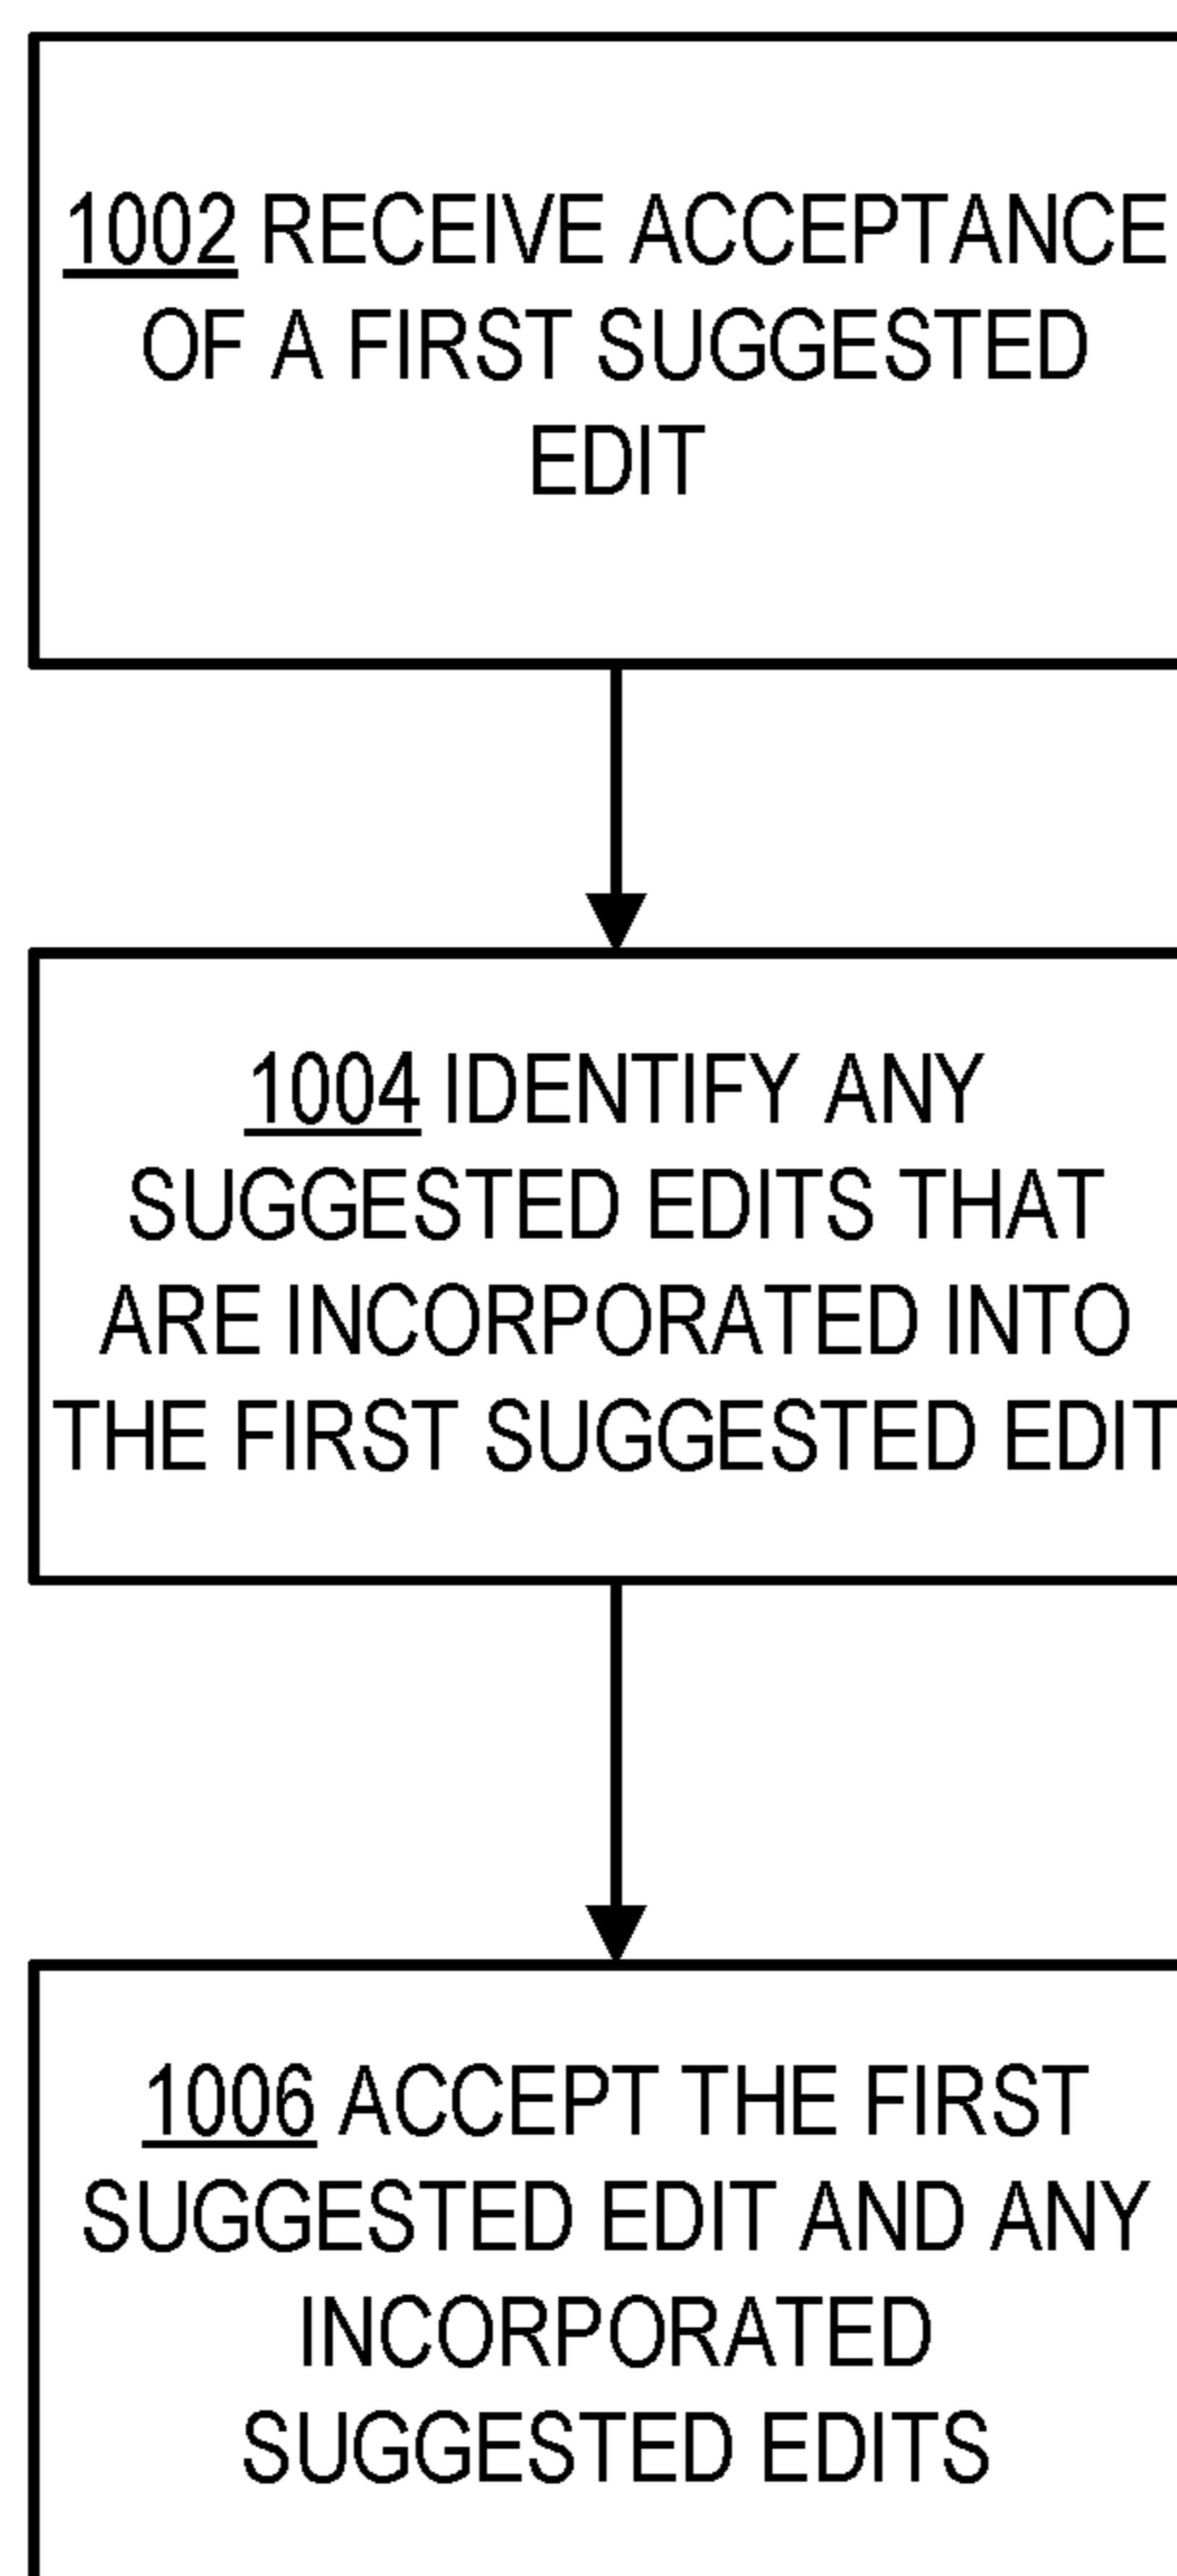 1002 RECEIVE ACCEPTANCE
OF A FIRST SUGGESTED
EDIT
1004 IDENTIFY ANY
SUGGESTED EDITS THAT
ARE INCORPORATED INTO
THE FIRST SUGGESTED EDIT
1006 ACCEPT THE FIRST
SUGGESTED EDIT AND ANY
INCORPORATED
SUGGESTED EDITS